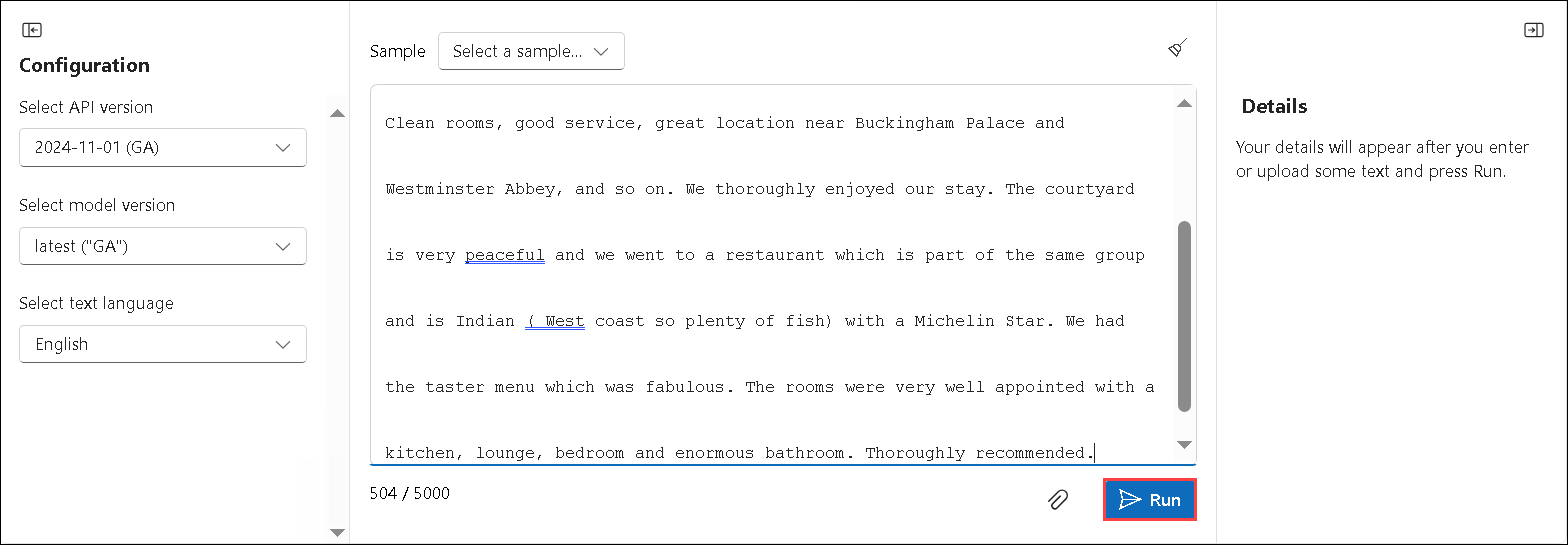 Configuration
Select API version
2024-11-01 (GA)
Select model version
latest ("GA")
Select text language
English
Sample
Select a sample...
Clean rooms, good service, great location near Buckingham Palace and
Westminster Abbey, and so on. We thoroughly enjoyed our stay. The courtyard
is very peaceful and we went to a restaurant which is part of the same group
and is Indian ( West coast so plenty of fish) with a Michelin Star. We had
the taster menu which was fabulous. The rooms were very well appointed with a
kitchen, lounge, bedroom and enormous bathroom. Thoroughly recommended.
504 / 5000
Run
Details
Your details will appear after you enter
or upload some text and press Run.